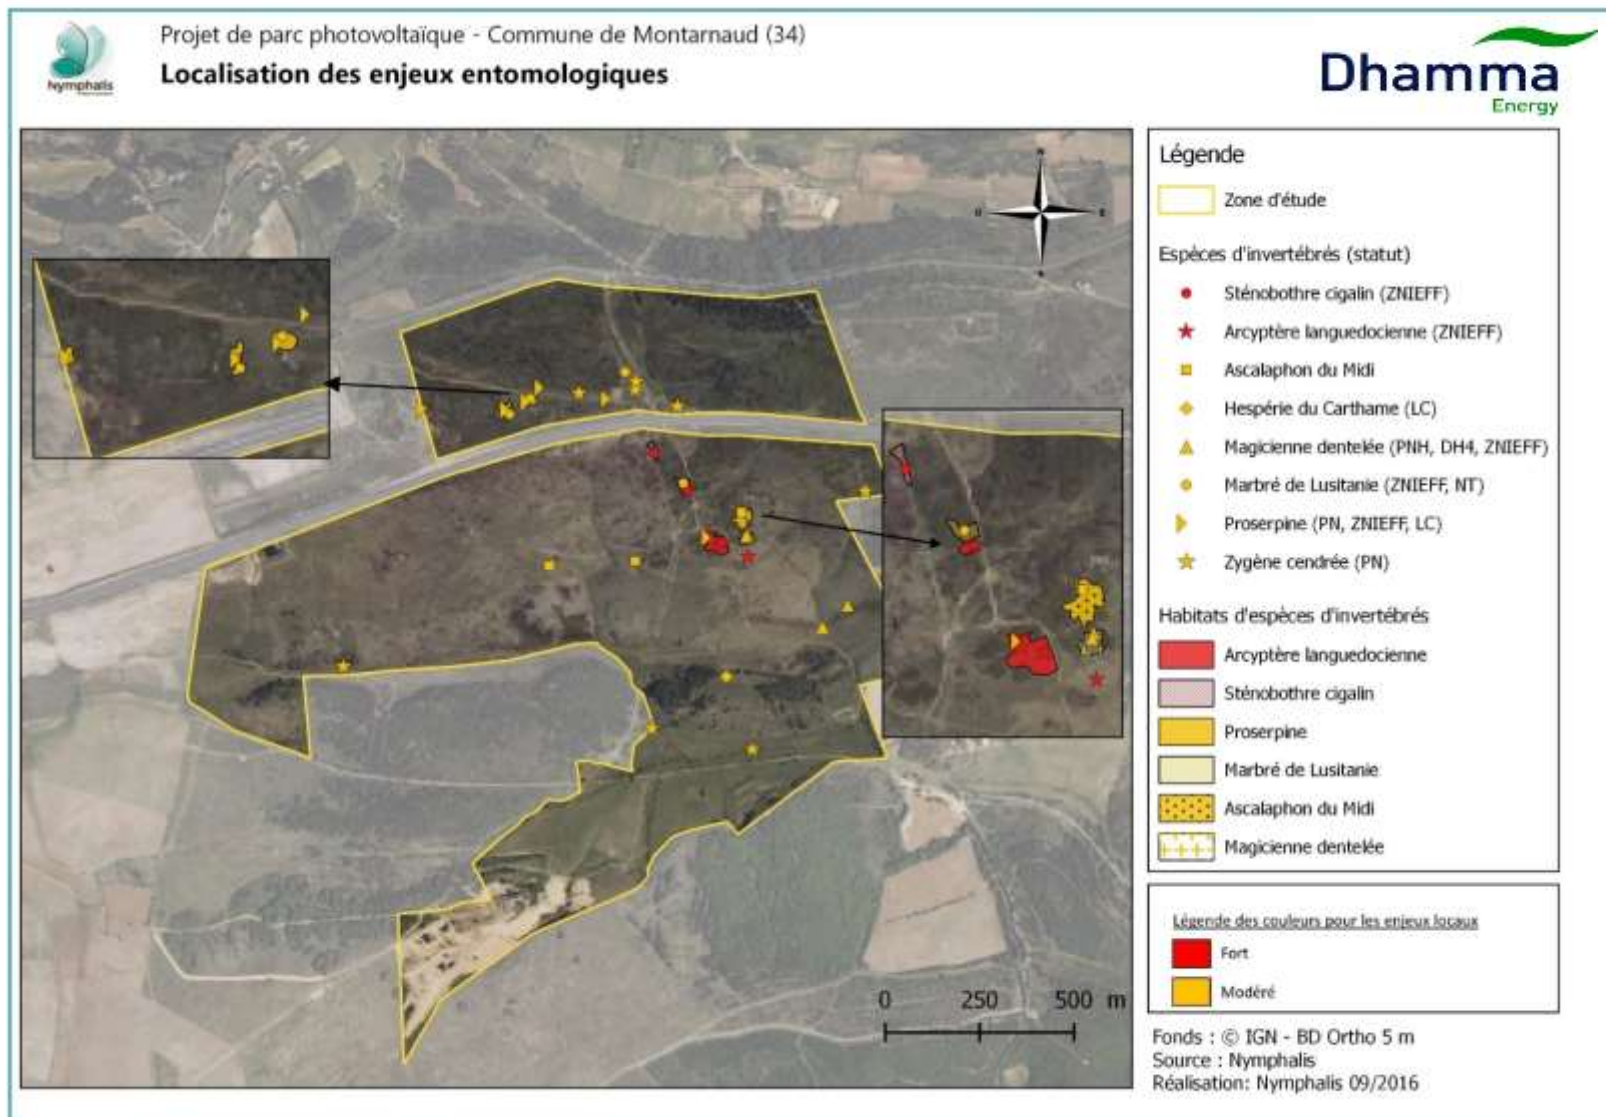 Projet de parc photovoltaïque - Commune de Montarnaud (34)
Localisation des enjeux entomologiques
Nymphalis
Dhamma
Energy
Légende
Zone d'étude
Espèces d'invertébrés (statut)
Sténobothre cigalin (ZNIEFF)
Arcyptère languedocienne (ZNIEFF)
Ascalaphon du Midi
Hespérie du Carthame (LC)
Magicienne dentelée (PNH, DH4, ZNIEFF)
Marbré de Lusitanie (ZNIEFF, NT)
Proserpine (PN, ZNIEFF, LC)
Zygène cendrée (PN)
Habitats d'espèces d'invertébrés
Arcyptère languedocienne
Sténobothre cigalin
Proserpine
Marbré de Lusitanie
Ascalaphon du Midi
Magicienne dentelée
Légende des couleurs pour les enjeux locaux
Fort
Modéré
0 250 500 m
Fonds : © IGN - BD Ortho 5 m
Source : Nymphalis
Réalisation: Nymphalis 09/2016